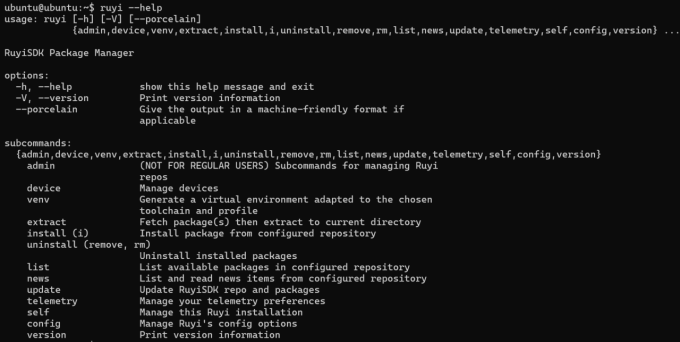 ubuntu@ubuntu:~$ ruyi --help
usage: ruyi [-h] [-V] [--porcelain]
            {admin,device,venv,extract,install,i,uninstall,remove,rm,list,news,update,telemetry,self,config,version} ...

RuyiSDK Package Manager

options:
  -h, --help            show this help message and exit
  -V, --version         Print version information
  --porcelain           Give the output in a machine-friendly format if
                        applicable

subcommands:
  {admin,device,venv,extract,install,i,uninstall,remove,rm,list,news,update,telemetry,self,config,version}
    admin               (NOT FOR REGULAR USERS) Subcommands for managing Ruyi
                        repos
    device              Manage devices
    venv                Generate a virtual environment adapted to the chosen
                        toolchain and profile
    extract             Fetch package(s) then extract to current directory
    install (i)         Install package from configured repository
    uninstall (remove, rm)
                        Uninstall installed packages
    list                List available packages in configured repository
    news                List and read news items from configured repository
    update              Update RuyiSDK repo and packages
    telemetry           Manage your telemetry preferences
    self                Manage this Ruyi installation
    config              Manage Ruyi's config options
    version             Print version information